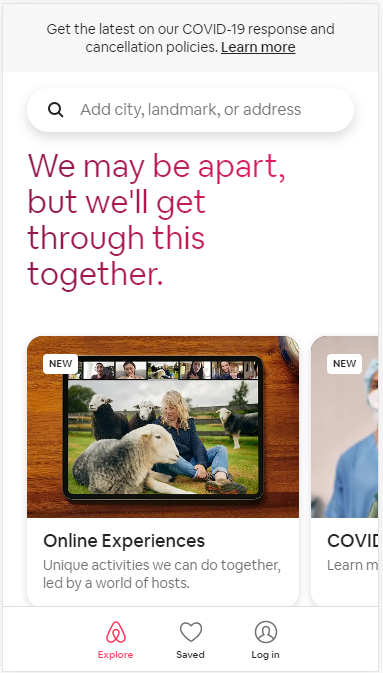 Get the latest on our COVID-19 response and
cancellation policies. Learn more
Add city, landmark, or address
We may be apart,
but we'll get
through this
together.
NEW
NEW
Online Experiences
Unique activities we can do together,
led by a world of hosts.
COVID
Learn m
Explore
Saved
Log in